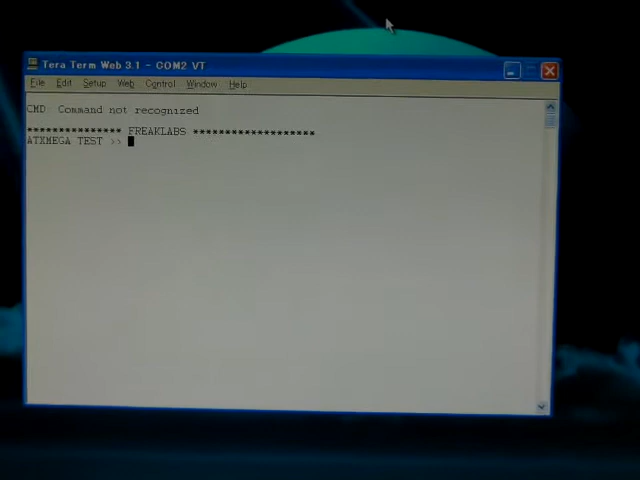 Tera Term Web 3.1 - COM2 VT
File Edit Setup Web Control Window Help
CMD: Command not recognized
*************** FREAKLABS *******************
ATXMEGA TEST >>